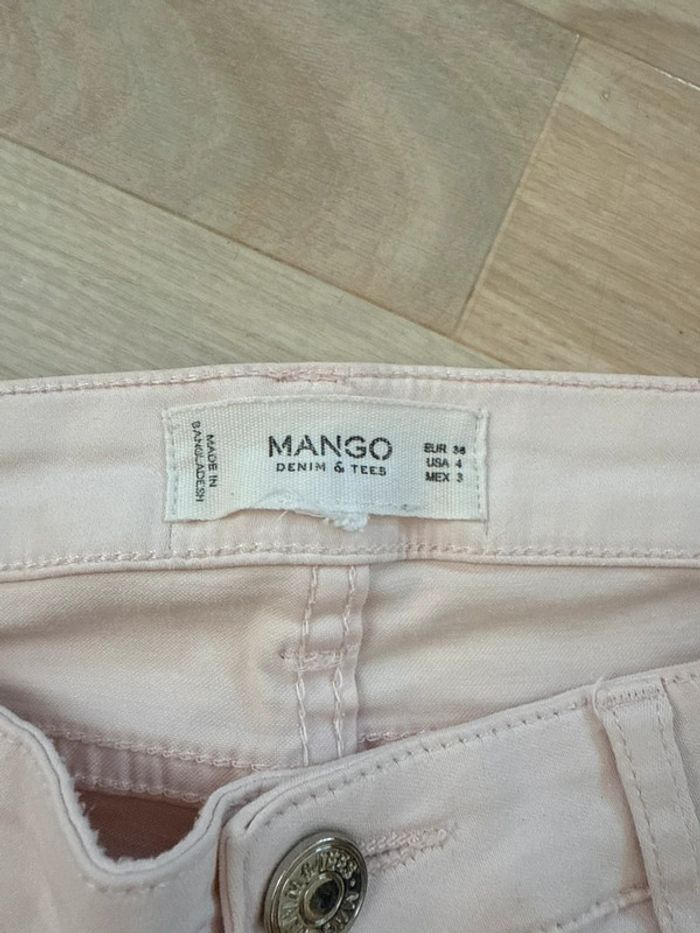 MADE IN
BANGLADESH
MANGO
DENIM & TEES
EUR 36
USA 4
MEX 3